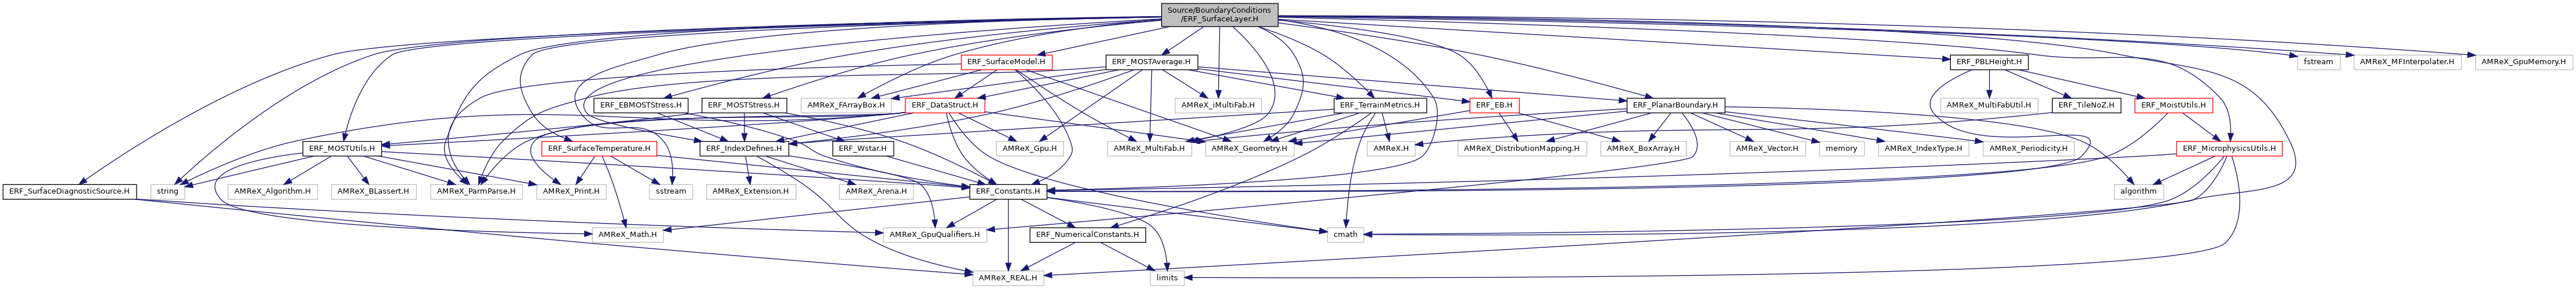 Source/BoundaryConditions
/ERF_SurfaceLayer.H
ERF_SurfaceModel.H
ERF_MOSTAverage.H
ERF_PBLHeight.H
fstream
AMReX_MFInterpolater.H
AMReX_GpuMemory.H
ERF_EBMOSTStress.H
ERF_MOSTStress.H
AMReX_FArrayBox.H
ERF_DataStruct.H
AMReX_iMultiFab.H
ERF_TerrainMetrics.H
ERF_EB.H
ERF_PlanarBoundary.H
AMReX_MultiFabUtil.H
ERF_TileNoZ.H
ERF_MoistUtils.H
ERF_MOSTUtils.H
ERF_SurfaceTemperature.H
ERF_IndexDefines.H
ERF_Wstar.H
AMReX_Gpu.H
AMReX_MultiFab.H
AMReX_Geometry.H
AMReX.H
AMReX_DistributionMapping.H
AMReX_BoxArray.H
AMReX_Vector.H
memory
AMReX_IndexType.H
AMReX_Periodicity.H
ERF_MicrophysicsUtils.H
ERF_SurfaceDiagnosticSource.H
string
AMReX_Algorithm.H
AMReX_BLassert.H
AMReX_ParmParse.H
AMReX_Print.H
sstream
AMReX_Extension.H
AMReX_Arena.H
ERF_Constants.H
algorithm
AMReX_Math.H
AMReX_GpuQualifiers.H
ERF_NumericalConstants.H
cmath
AMReX_REAL.H
limits